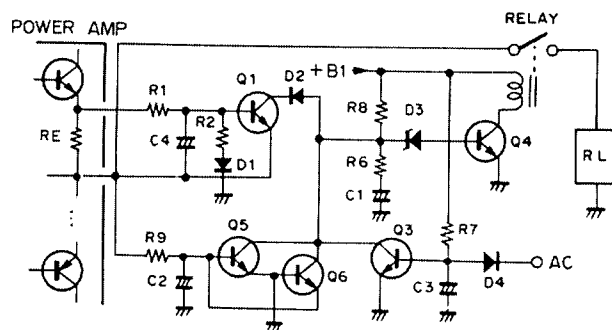 POWER AMP
RELAY
R1
Q1
D2
+B1
RE
C4
R2
D1
R8
D3
Q4
R6
C1
RL
R9
Q5
C2
Q6
Q3
R7
C3
D4
AC